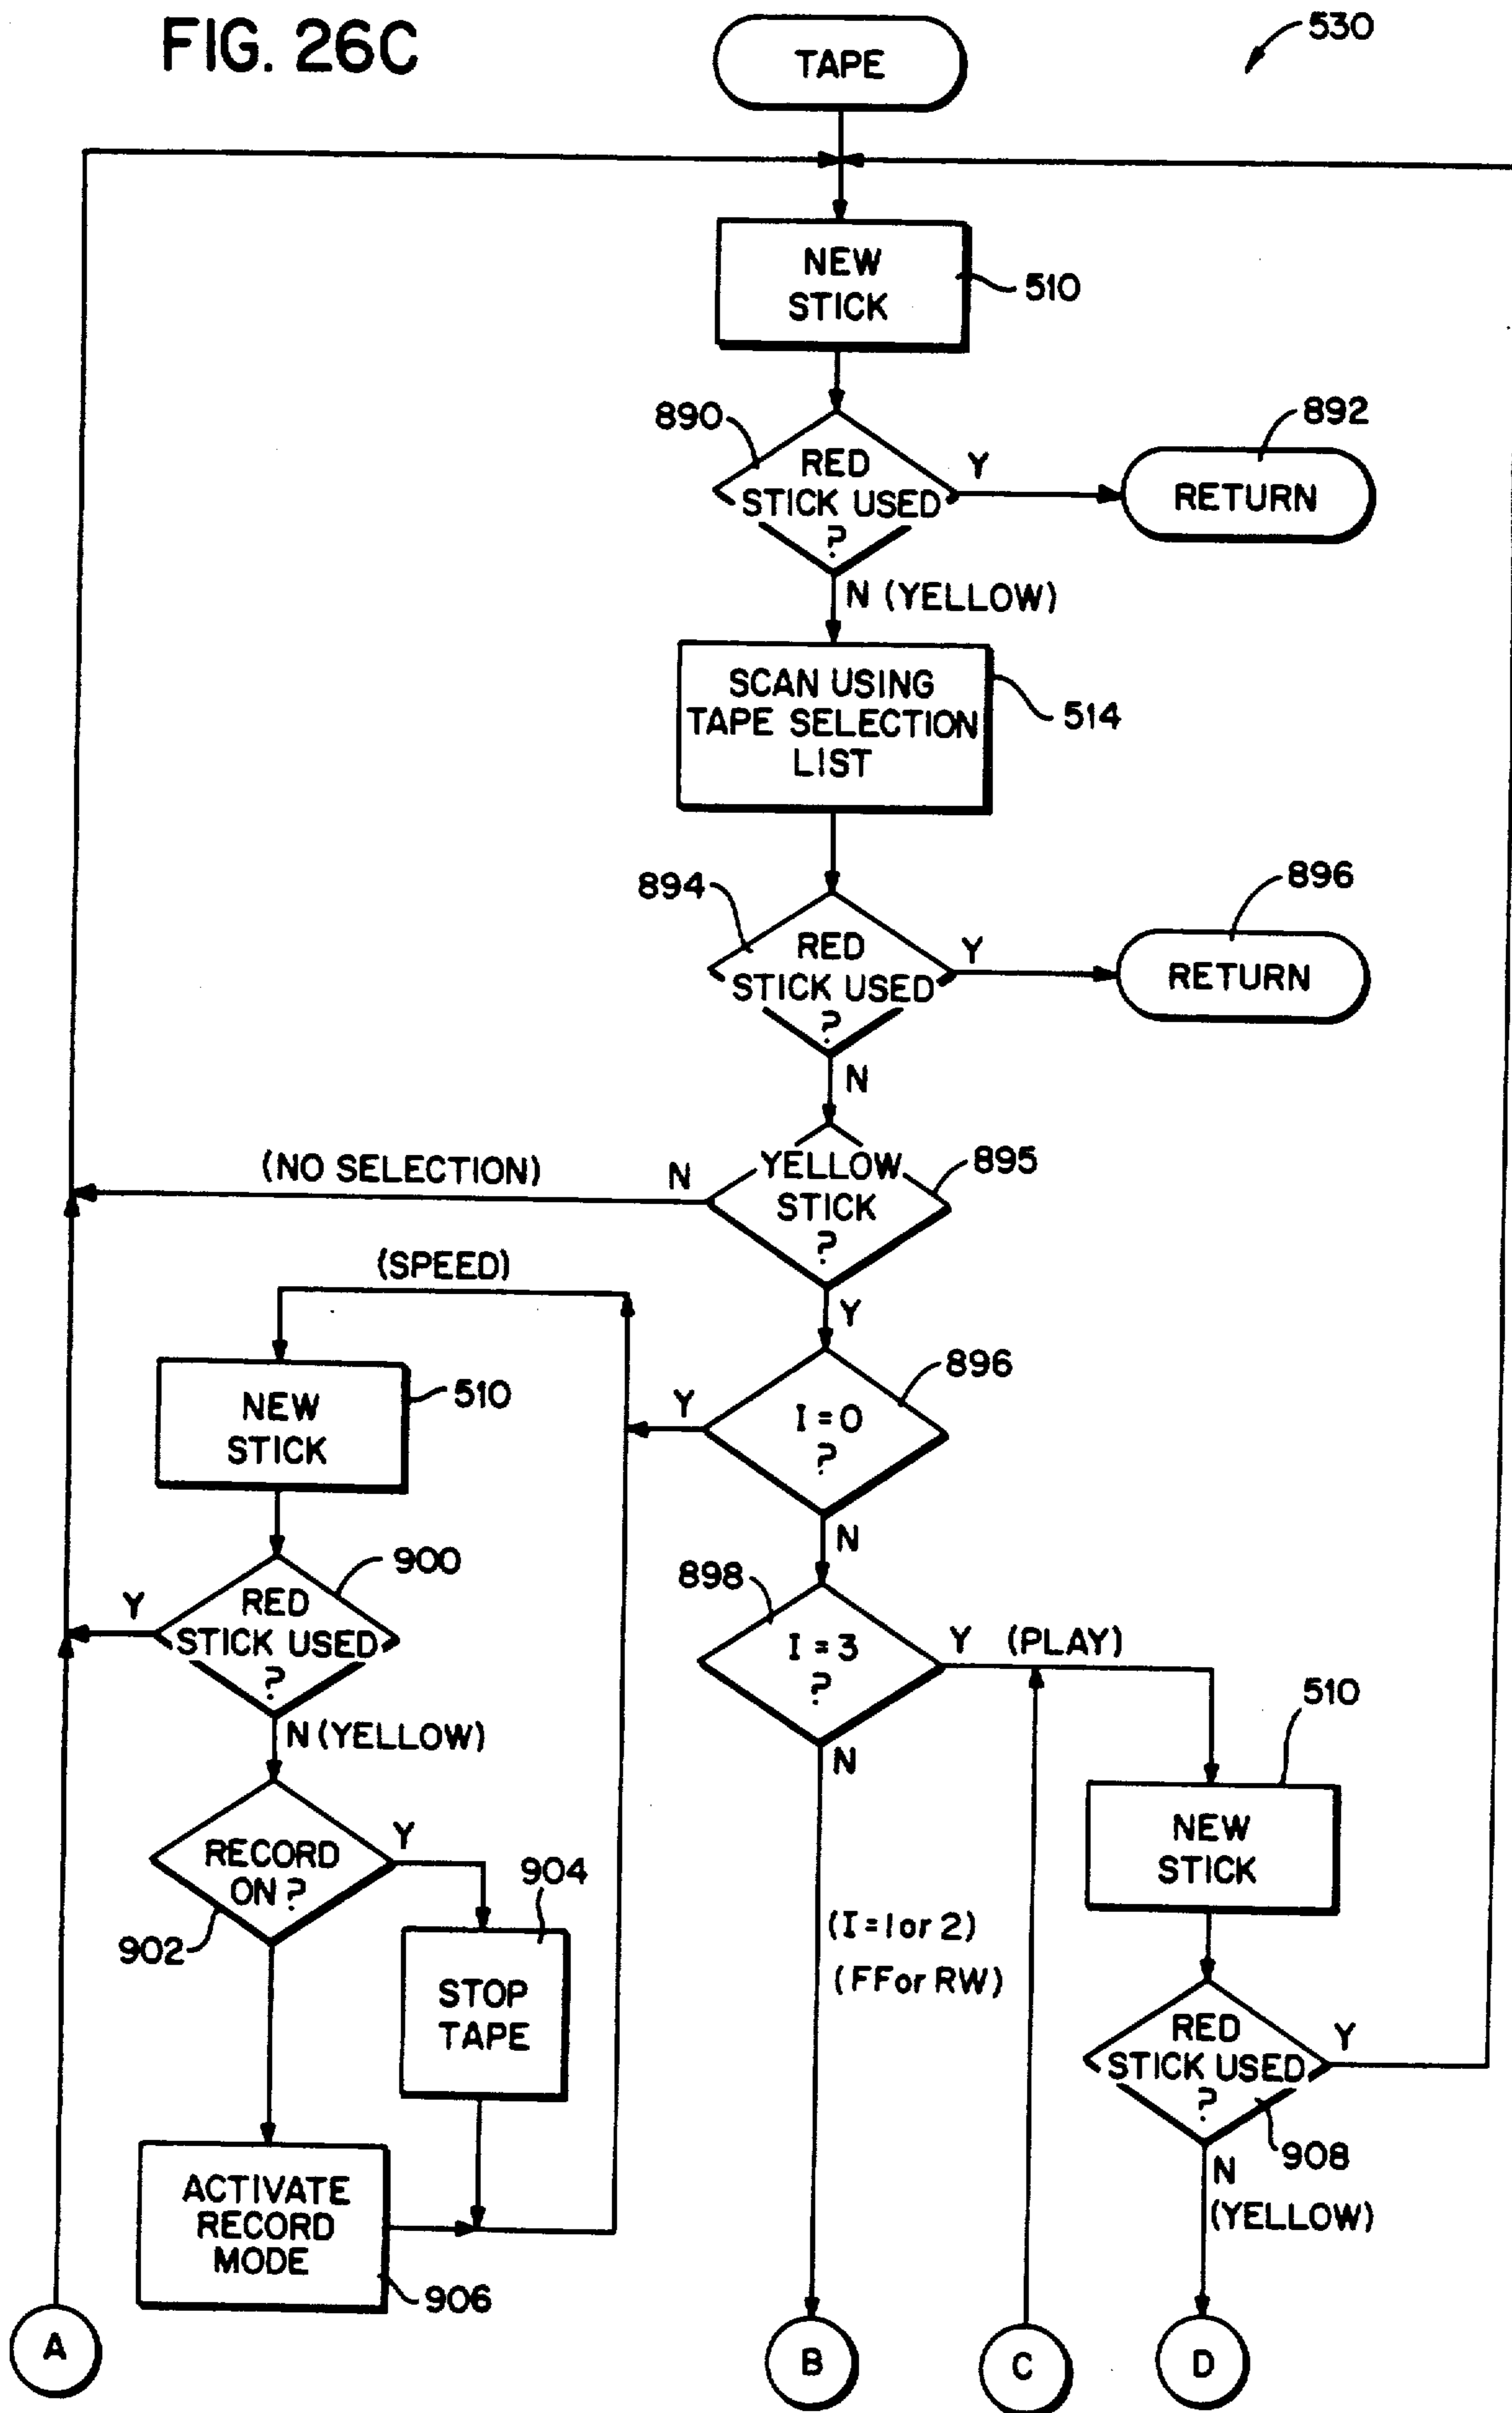 FIG. 26C
TAPE
530
NEW
STICK
510
890
RED
STICK USED
?
Y
892
RETURN
N (YELLOW)
SCAN USING
TAPE SELECTION
LIST
514
894
RED
STICK USED
?
Y
896
RETURN
N
(NO SELECTION)
N
YELLOW
STICK
?
895
Y
(SPEED)
NEW
STICK
510
Y
I = 0
?
896
N
900
Y
RED
STICK USED
?
N (YELLOW)
898
I = 3
?
Y (PLAY)
N
510
NEW
STICK
RECORD
ON ?
Y
902
904
STOP
TAPE
(I = 1 or 2)
(FF or RW)
RED
STICK USED
?
Y
908
N
(YELLOW)
ACTIVATE
RECORD
MODE
906
A
B
C
D